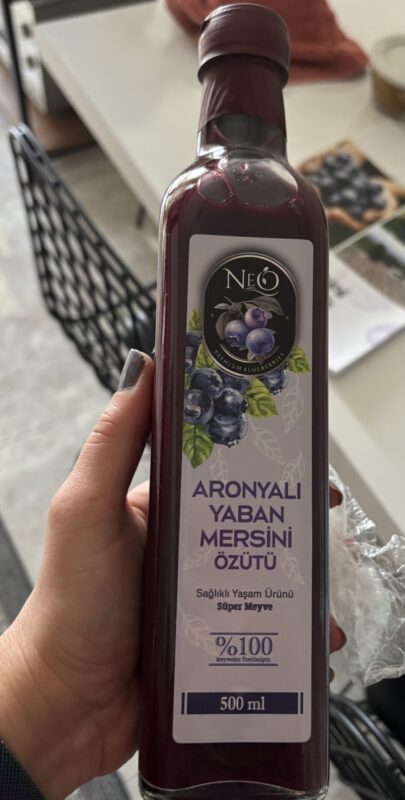 NEO
PREMIUM BLUEBERRIES
ARONYALI
YABAN
MERSİNİ
ÖZÜTÜ
Sağlıklı Yaşam Ürünü
Süper Meyve
%100
Meyveden Üretilmiştir.
500 ml